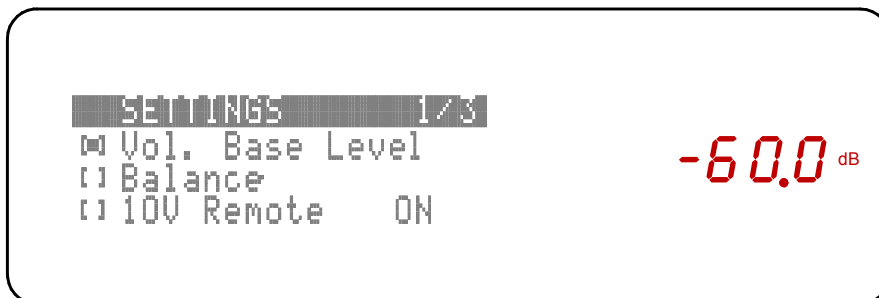 SETTINGS 1/3
[■] Vol. Base Level
[ ] Balance
[ ] 10V Remote ON
-60.0 dB